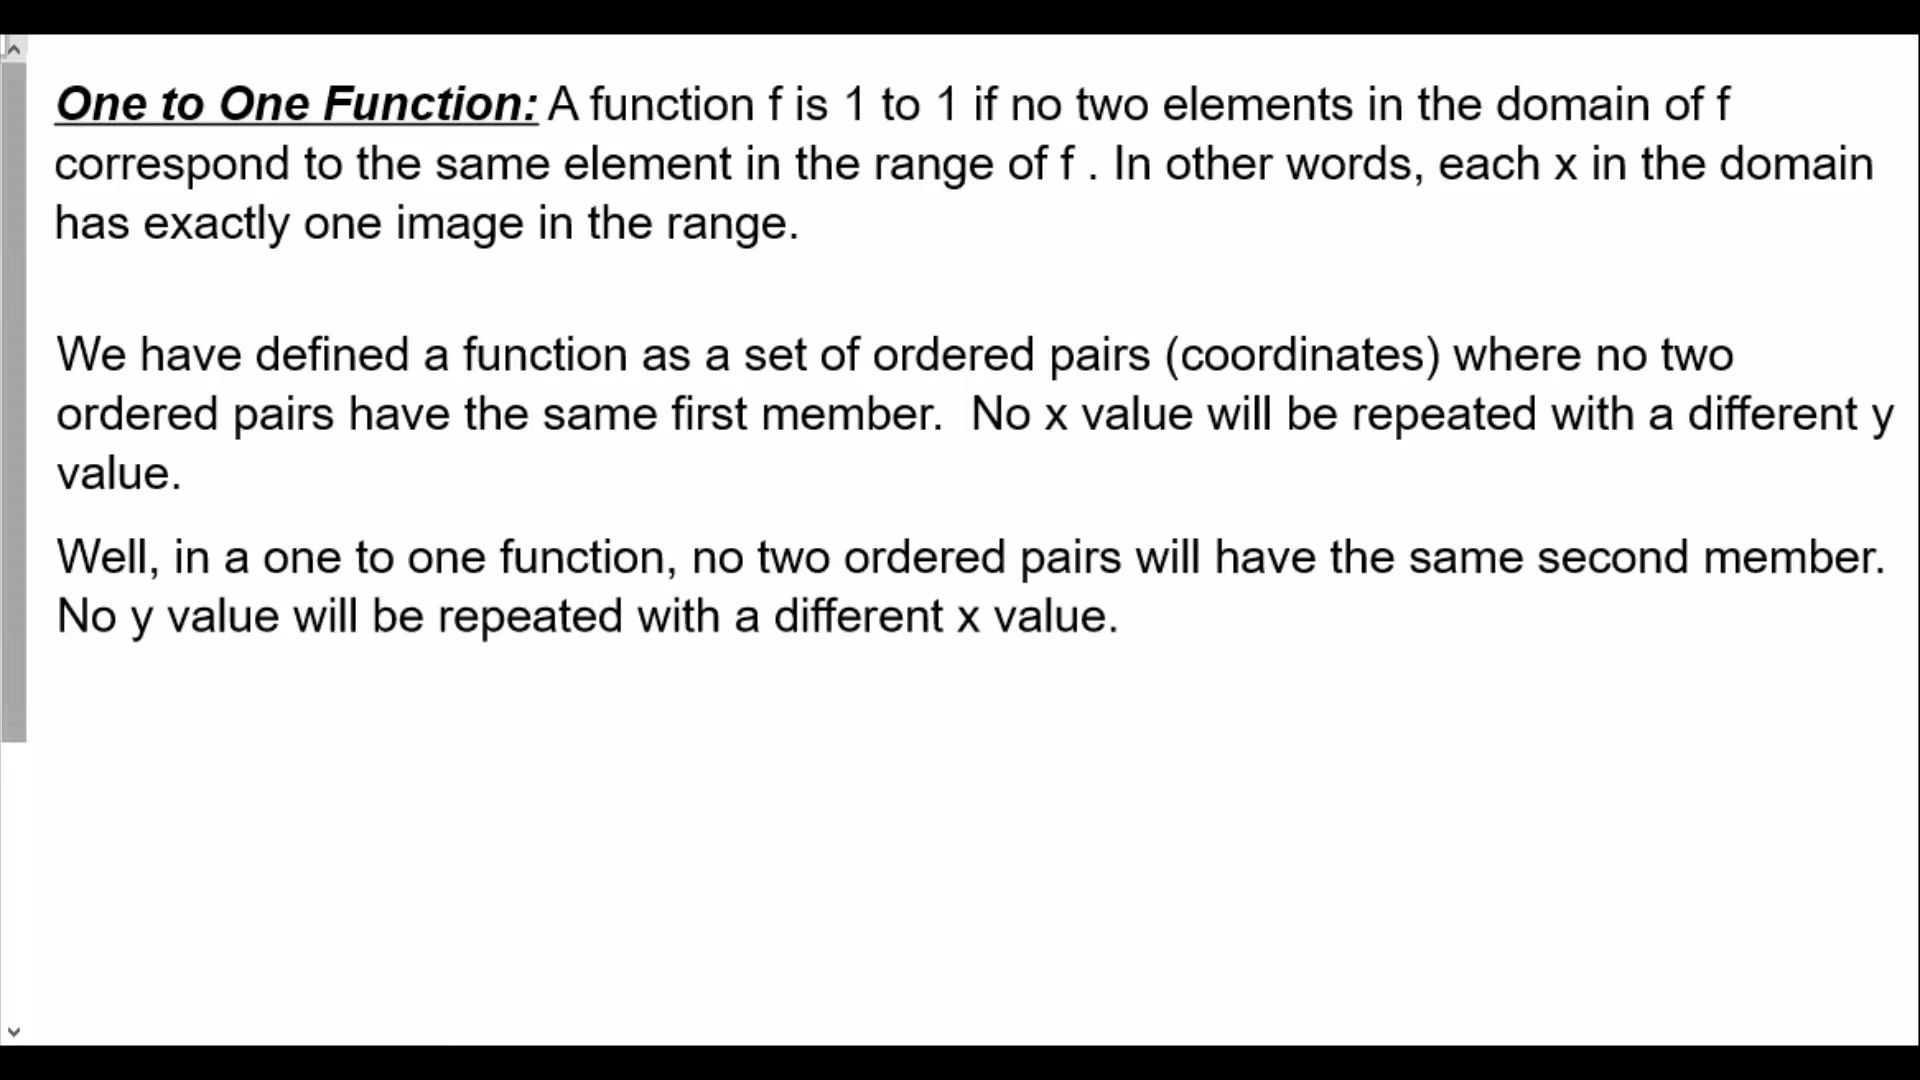 One to One Function: A function f is 1 to 1 if no two elements in the domain of f
correspond to the same element in the range of f . In other words, each x in the domain
has exactly one image in the range.
We have defined a function as a set of ordered pairs (coordinates) where no two
ordered pairs have the same first member.  No x value will be repeated with a different y
value.
Well, in a one to one function, no two ordered pairs will have the same second member.
No y value will be repeated with a different x value.